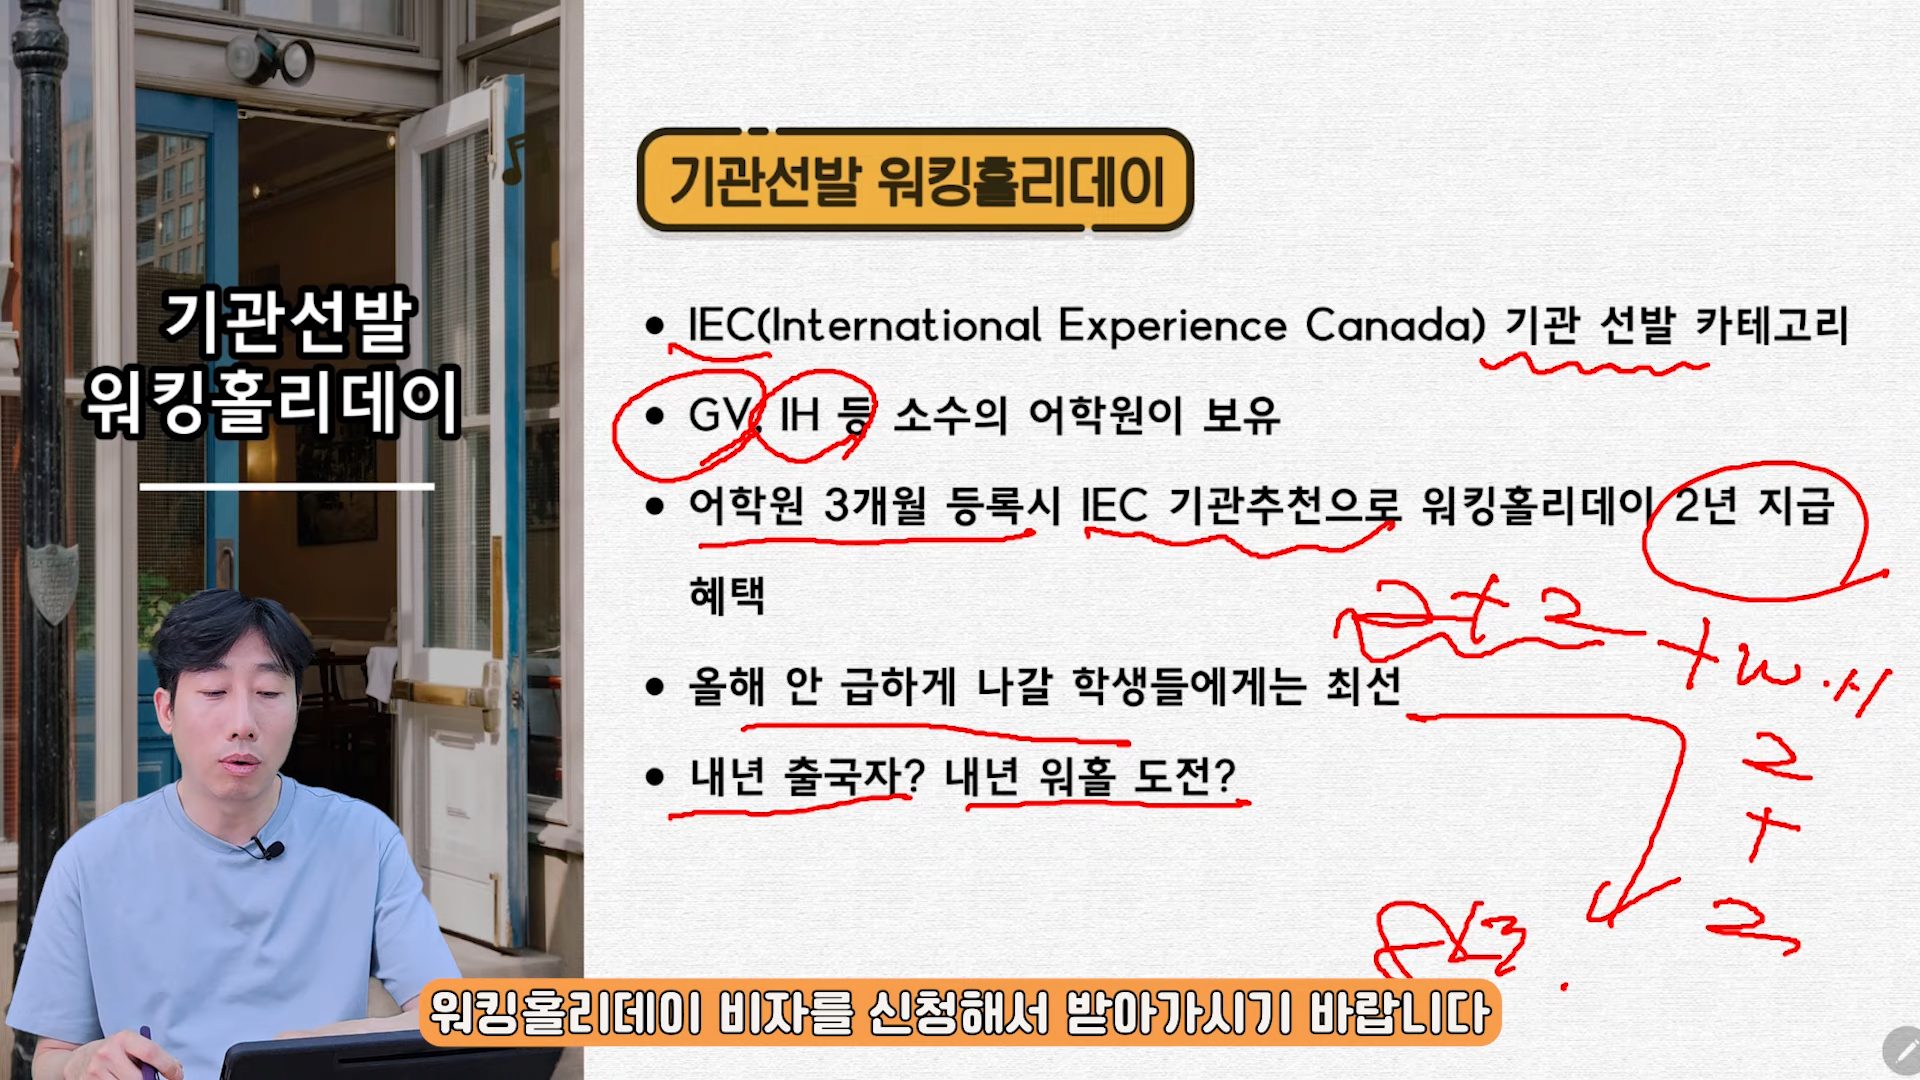 기관선발
워킹홀리데이
기관선발 워킹홀리데이
• IEC(International Experience Canada) 기관 선발 카테고리
• GV, IH 등 소수의 어학원이 보유
• 어학원 3개월 등록시 IEC 기관추천으로 워킹홀리데이 2년 지급
혜택
2+2
+ w.H
• 올해 안 급하게 나갈 학생들에게는 최선
2
+
2
• 내년 출국자? 내년 워홀 도전?
워킹홀리데이 비자를 신청해서 받아가시기 바랍니다